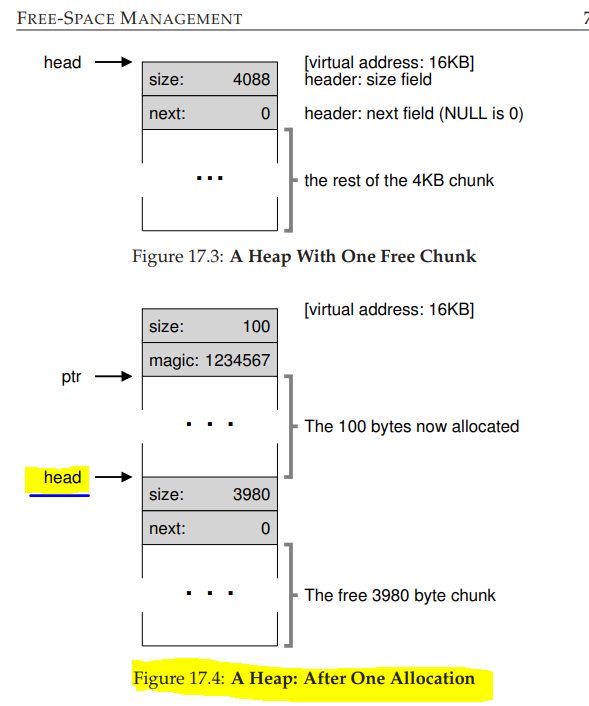 FREE-SPACE MANAGEMENT 7
head [virtual address: 16KB]
size: 4088 header: size field
next: 0 header: next field (NULL is 0)
... the rest of the 4KB chunk
Figure 17.3: A Heap With One Free Chunk
[virtual address: 16KB]
size: 100
magic: 1234567
ptr
. . . The 100 bytes now allocated
head
size: 3980
next: 0
. . . The free 3980 byte chunk
Figure 17.4: A Heap: After One Allocation